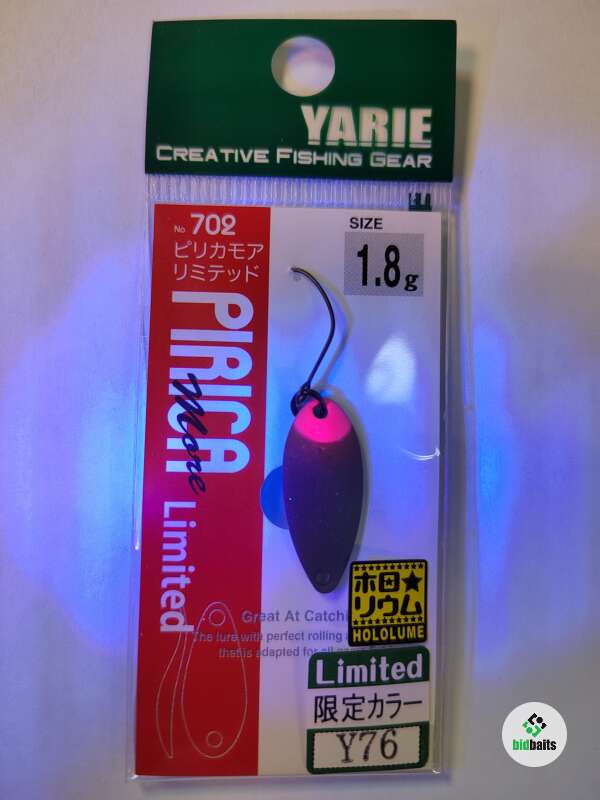 YARIE
CREATIVE FISHING GEAR
No 702
ピリカモア
リミテッド
PIRICA
More
Limited
SIZE
1.8g
ホロ★
リウム
HOLOLUME
Great At Catchi
The lure with perfect rolling
that is adapted for all
Limited
限定カラー
Y76
bidbaits